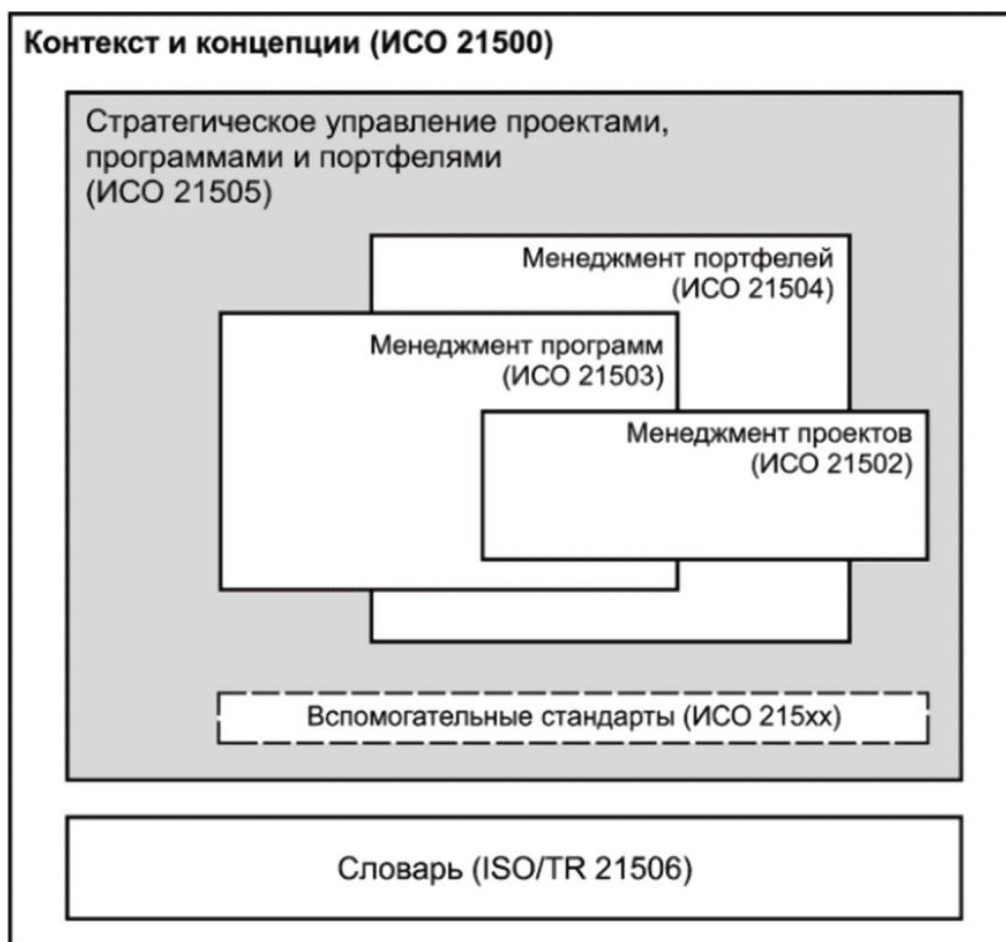 Контекст и концепции (ИСО 21500)
Стратегическое управление проектами,
программами и портфелями
(ИСО 21505)
Менеджмент портфелей
(ИСО 21504)
Менеджмент программ
(ИСО 21503)
Менеджмент проектов
(ИСО 21502)
Вспомогательные стандарты (ИСО 215xx)
Словарь (ISO/TR 21506)